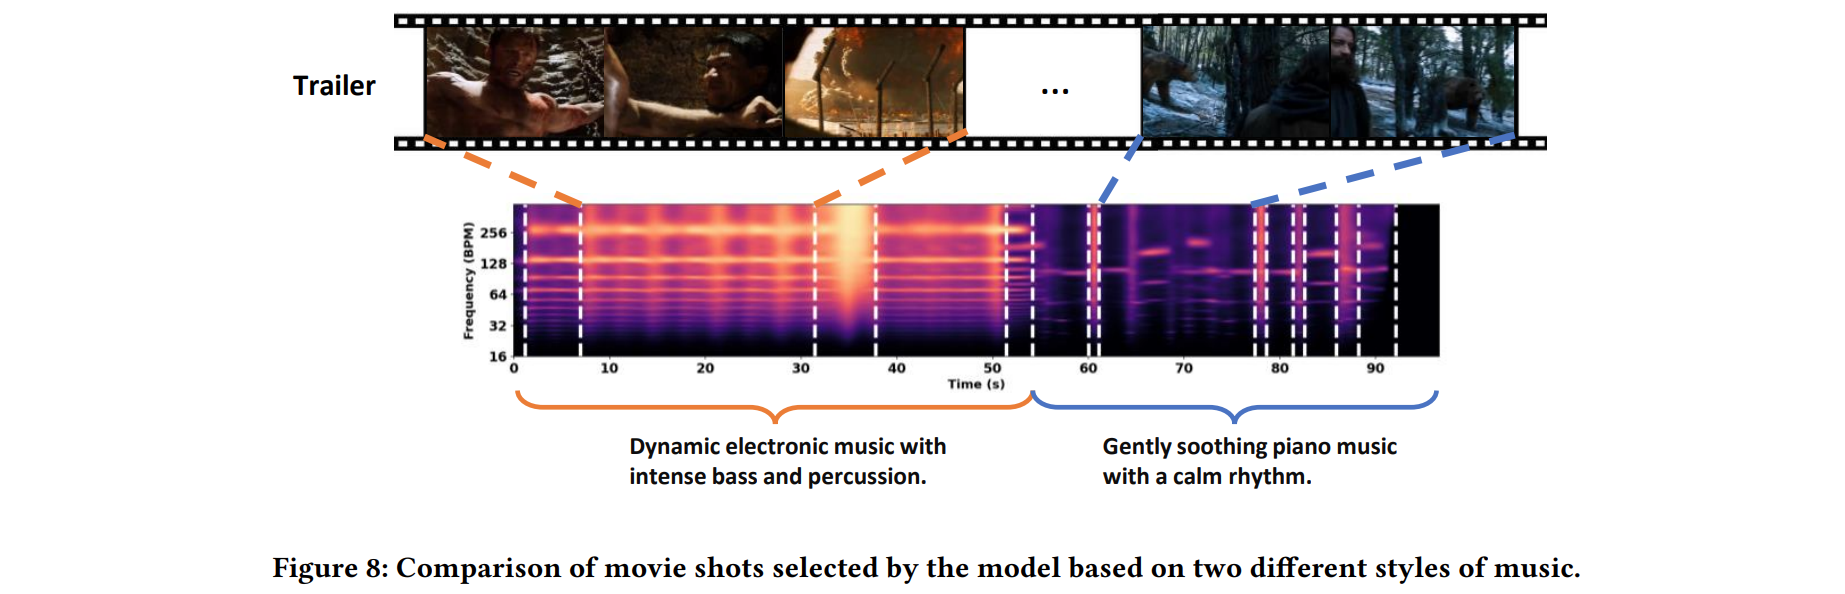 Trailer
...
Frequency (BPM)
256
128
64
32
16
0 10 20 30 40 50 60 70 80 90
Time (s)
Dynamic electronic music with
intense bass and percussion.
Gently soothing piano music
with a calm rhythm.
Figure 8: Comparison of movie shots selected by the model based on two different styles of music.